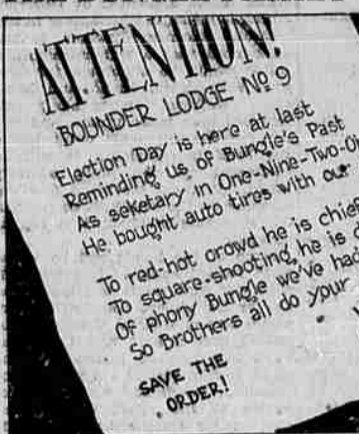 ATTENTION!
BOUNDER LODGE Nº 9
Election Day is here at last
Reminding us of Bungle's Past
As seketary in One-Nine-Two-O
He bought auto tires with our
To red-hot crowd he is chief
To square-shooting, he is d
Of phony Bungle we've had
So Brothers all do your
SAVE THE
ORDER!